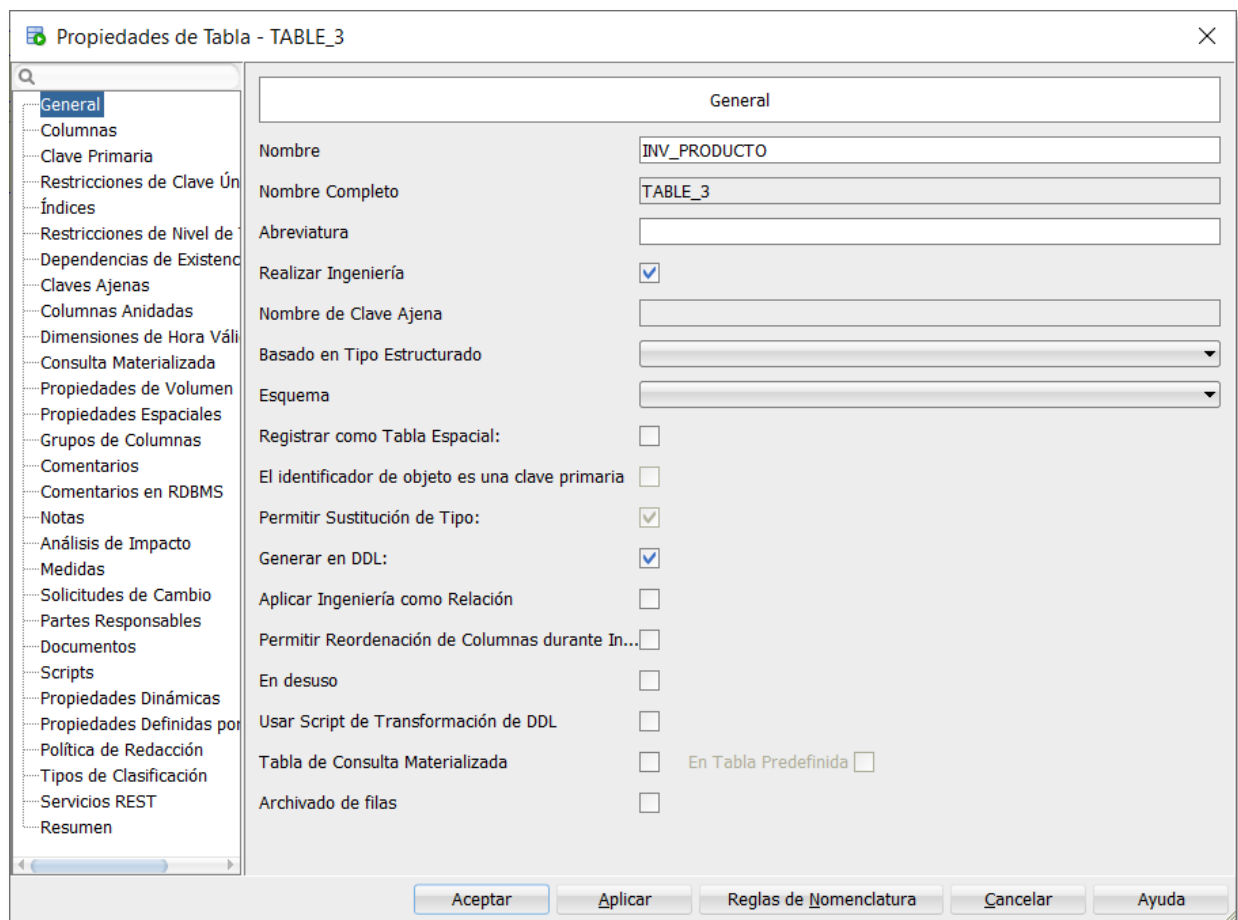 Propiedades de Tabla - TABLE_3
General
Columnas
Clave Primaria
Restricciones de Clave Ún
Índices
Restricciones de Nivel de
Dependencias de Existenc
Claves Ajenas
Columnas Anidadas
Dimensiones de Hora Váli
Consulta Materializada
Propiedades de Volumen
Propiedades Espaciales
Grupos de Columnas
Comentarios
Comentarios en RDBMS
Notas
Análisis de Impacto
Medidas
Solicitudes de Cambio
Partes Responsables
Documentos
Scripts
Propiedades Dinámicas
Propiedades Definidas por
Política de Redacción
Tipos de Clasificación
Servicios REST
Resumen
General
Nombre INV_PRODUCTO
Nombre Completo TABLE_3
Abreviatura
Realizar Ingeniería
Nombre de Clave Ajena
Basado en Tipo Estructurado
Esquema
Registrar como Tabla Espacial:
El identificador de objeto es una clave primaria
Permitir Sustitución de Tipo:
Generar en DDL:
Aplicar Ingeniería como Relación
Permitir Reordenación de Columnas durante In...
En desuso
Usar Script de Transformación de DDL
Tabla de Consulta Materializada En Tabla Predefinida
Archivado de filas
Aceptar Aplicar Reglas de Nomenclatura Cancelar Ayuda